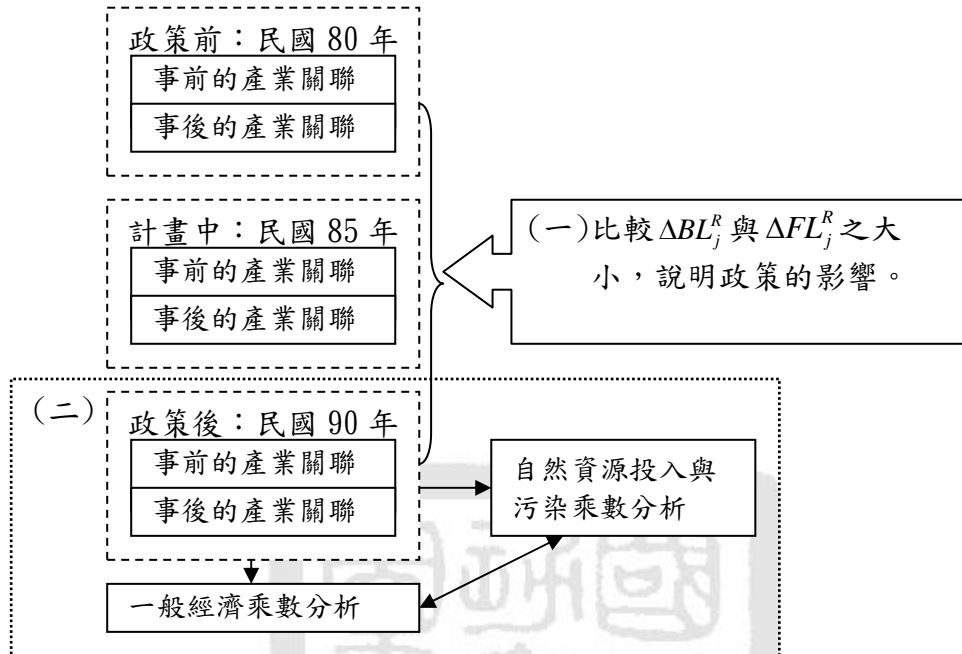 政策前：民國 80 年
事前的產業關聯
事後的產業關聯
計畫中：民國 85 年
事前的產業關聯
事後的產業關聯
（一）比較 $\Delta BL_j^R$ 與 $\Delta FL_j^R$ 之大
小，說明政策的影響。
（二）
政策後：民國 90 年
事前的產業關聯
事後的產業關聯
自然資源投入與
污染乘數分析
一般經濟乘數分析